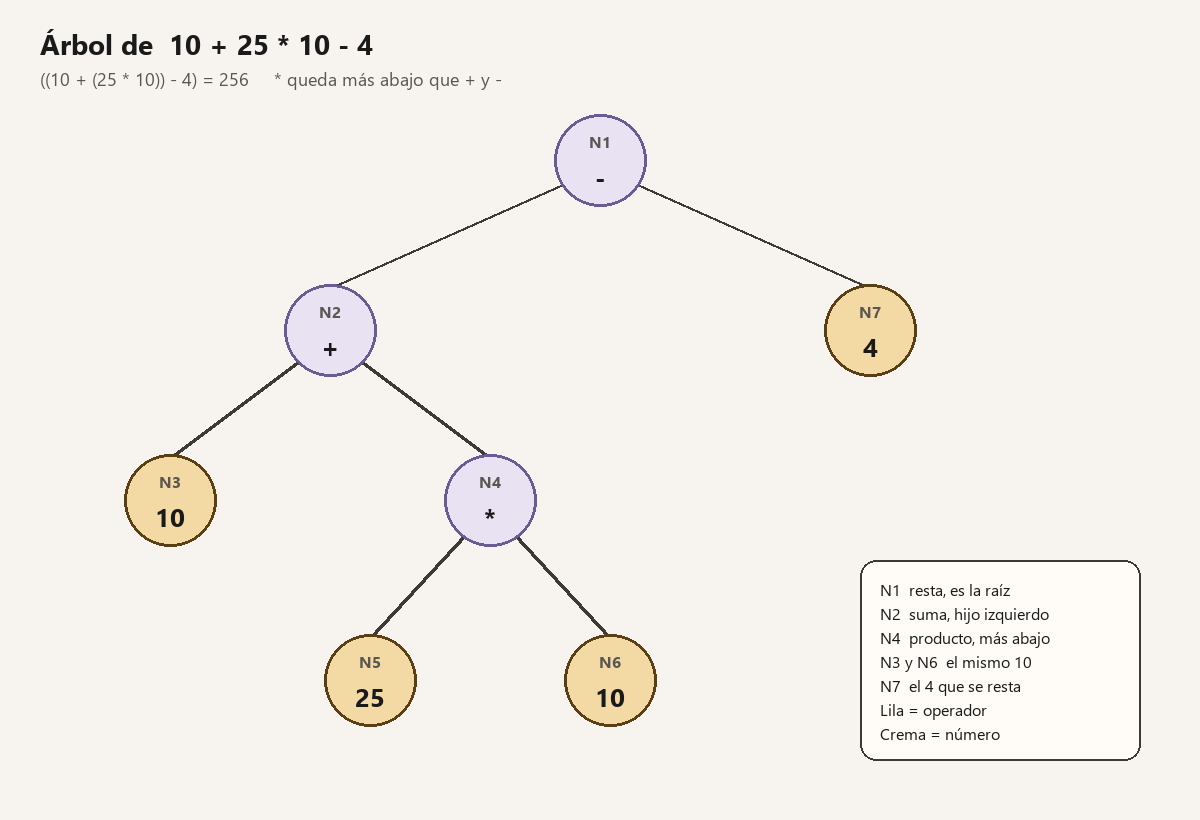 Árbol de  10 + 25 * 10 - 4
((10 + (25 * 10)) - 4) = 256     * queda más abajo que + y -
N1
-
N2
+
N7
4
N3
10
N4
*
N5
25
N6
10
N1  resta, es la raíz
N2  suma, hijo izquierdo
N4  producto, más abajo
N3 y N6  el mismo 10
N7  el 4 que se resta
Lila = operador
Crema = número